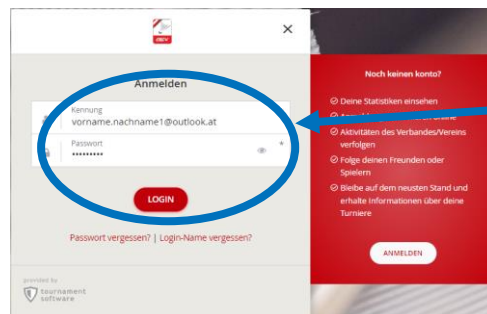 Anmelden
Kennung
vorname.nachname1@outlook.at
Passwort
•••••••••
*
LOGIN
Passwort vergessen? | Login-Name vergessen?
provided by
tournament
software
Noch keinen konto?
Deine Statistiken einsehen
Aktivitäten des Verbandes/Vereins
verfolgen
Folge deinen Freunden oder
Spielern
Bleibe auf dem neusten Stand und
erhalte Informationen über deine
Turniere
ANMELDEN